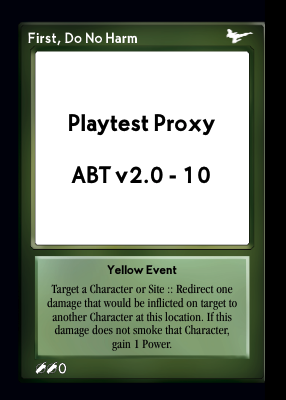 First, Do No Harm
Playtest Proxy
ABT v2.0 - 10
Yellow Event
Target a Character or Site :: Redirect one
damage that would be inflicted on target to
another Character at this location. If this
damage does not smoke that Character,
gain 1 Power.
0